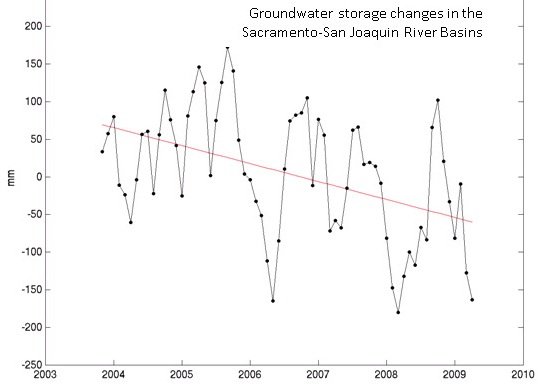 Groundwater storage changes in the
Sacramento-San Joaquin River Basins
200
150
100
50
0
-50
-100
-150
-200
-250
mm
2003 2004 2005 2006 2007 2008 2009 2010